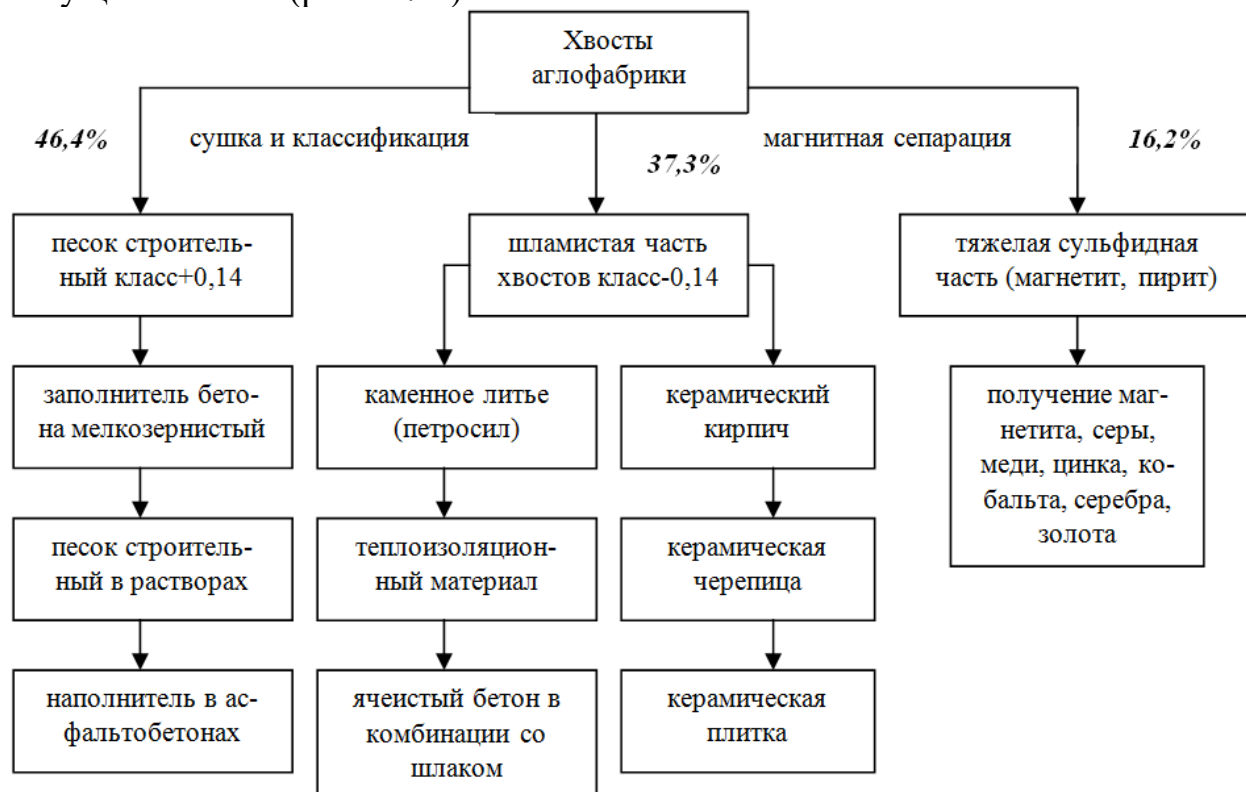 Хвосты
аглофабрики
46,4%
сушка и классификация
37,3%
магнитная сепарация
16,2%
песок строитель-
ный класс+0,14
шламистая часть
хвостов класс-0,14
тяжелая сульфидная
часть (магнетит, пирит)
заполнитель бето-
на мелкозернистый
каменное литье
(петросил)
керамический
кирпич
получение маг-
нетита, серы,
меди, цинка, ко-
бальта, серебра,
золота
песок строитель-
ный в растворах
теплоизоляцион-
ный материал
керамическая
черепица
наполнитель в ас-
фальтобетонах
ячеистый бетон в
комбинации со
шлаком
керамическая
плитка